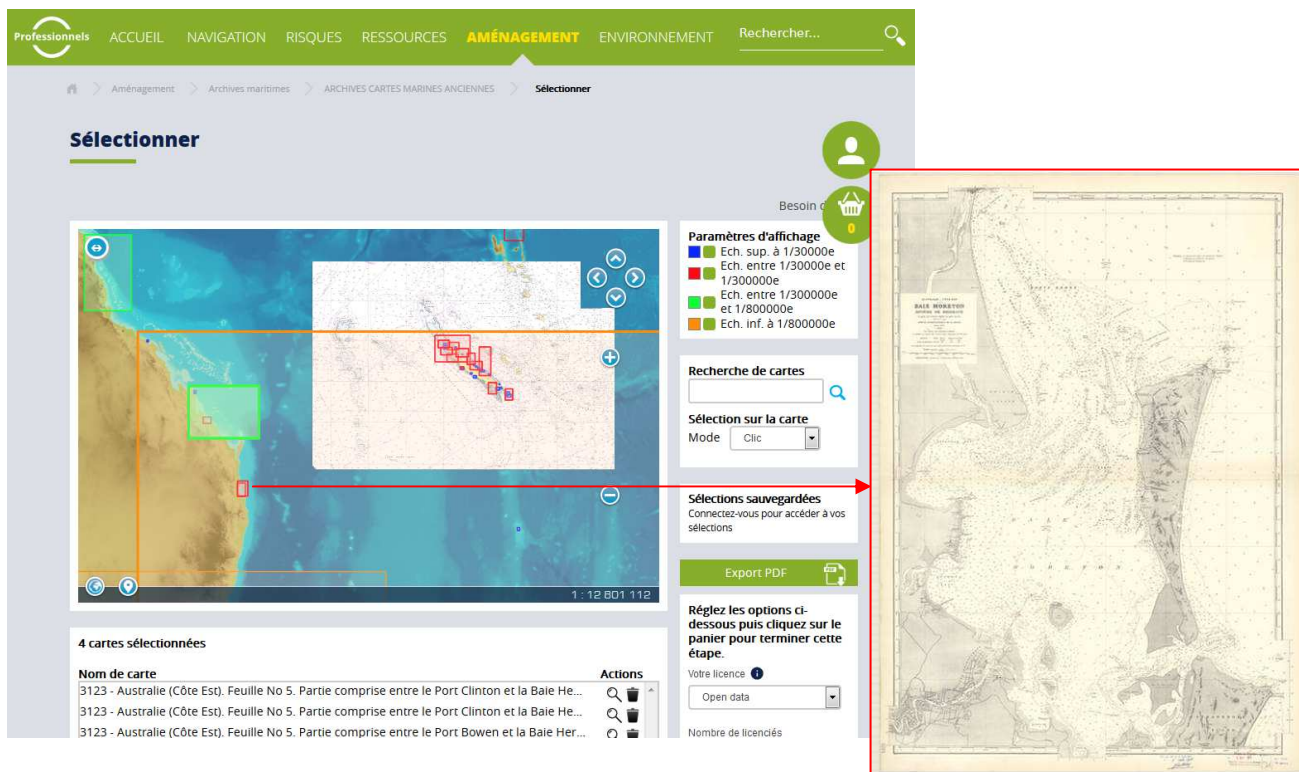 Professionnels ACCUEIL NAVIGATION RISQUES RESSOURCES AMÉNAGEMENT ENVIRONNEMENT Rechercher...
Aménagement Archives maritimes ARCHIVES CARTES MARINES ANCIENNES Sélectionner
Sélectionner
Besoin d
0
Paramètres d'affichage
Ech. sup. à 1/30000e
Ech. entre 1/30000e et
1/300000e
Ech. entre 1/300000e
et 1/800000e
Ech. inf. à 1/800000e
Recherche de cartes
Sélection sur la carte
Mode Clic
Sélections sauvegardées
Connectez-vous pour accéder à vos
sélections
1 : 12 801 112
Export PDF
Réglez les options ci-
dessous puis cliquez sur le
panier pour terminer cette
étape.
Votre licence
Open data
Nombre de licenciés
4 cartes sélectionnées
Nom de carte Actions
3123 - Australie (Côte Est). Feuille No 5. Partie comprise entre le Port Clinton et la Baie He...
3123 - Australie (Côte Est). Feuille No 5. Partie comprise entre le Port Clinton et la Baie He...
3123 - Australie (Côte Est). Feuille No 5. Partie comprise entre le Port Bowen et la Baie Her...
BAIE MORETON
BAIE
MORETON